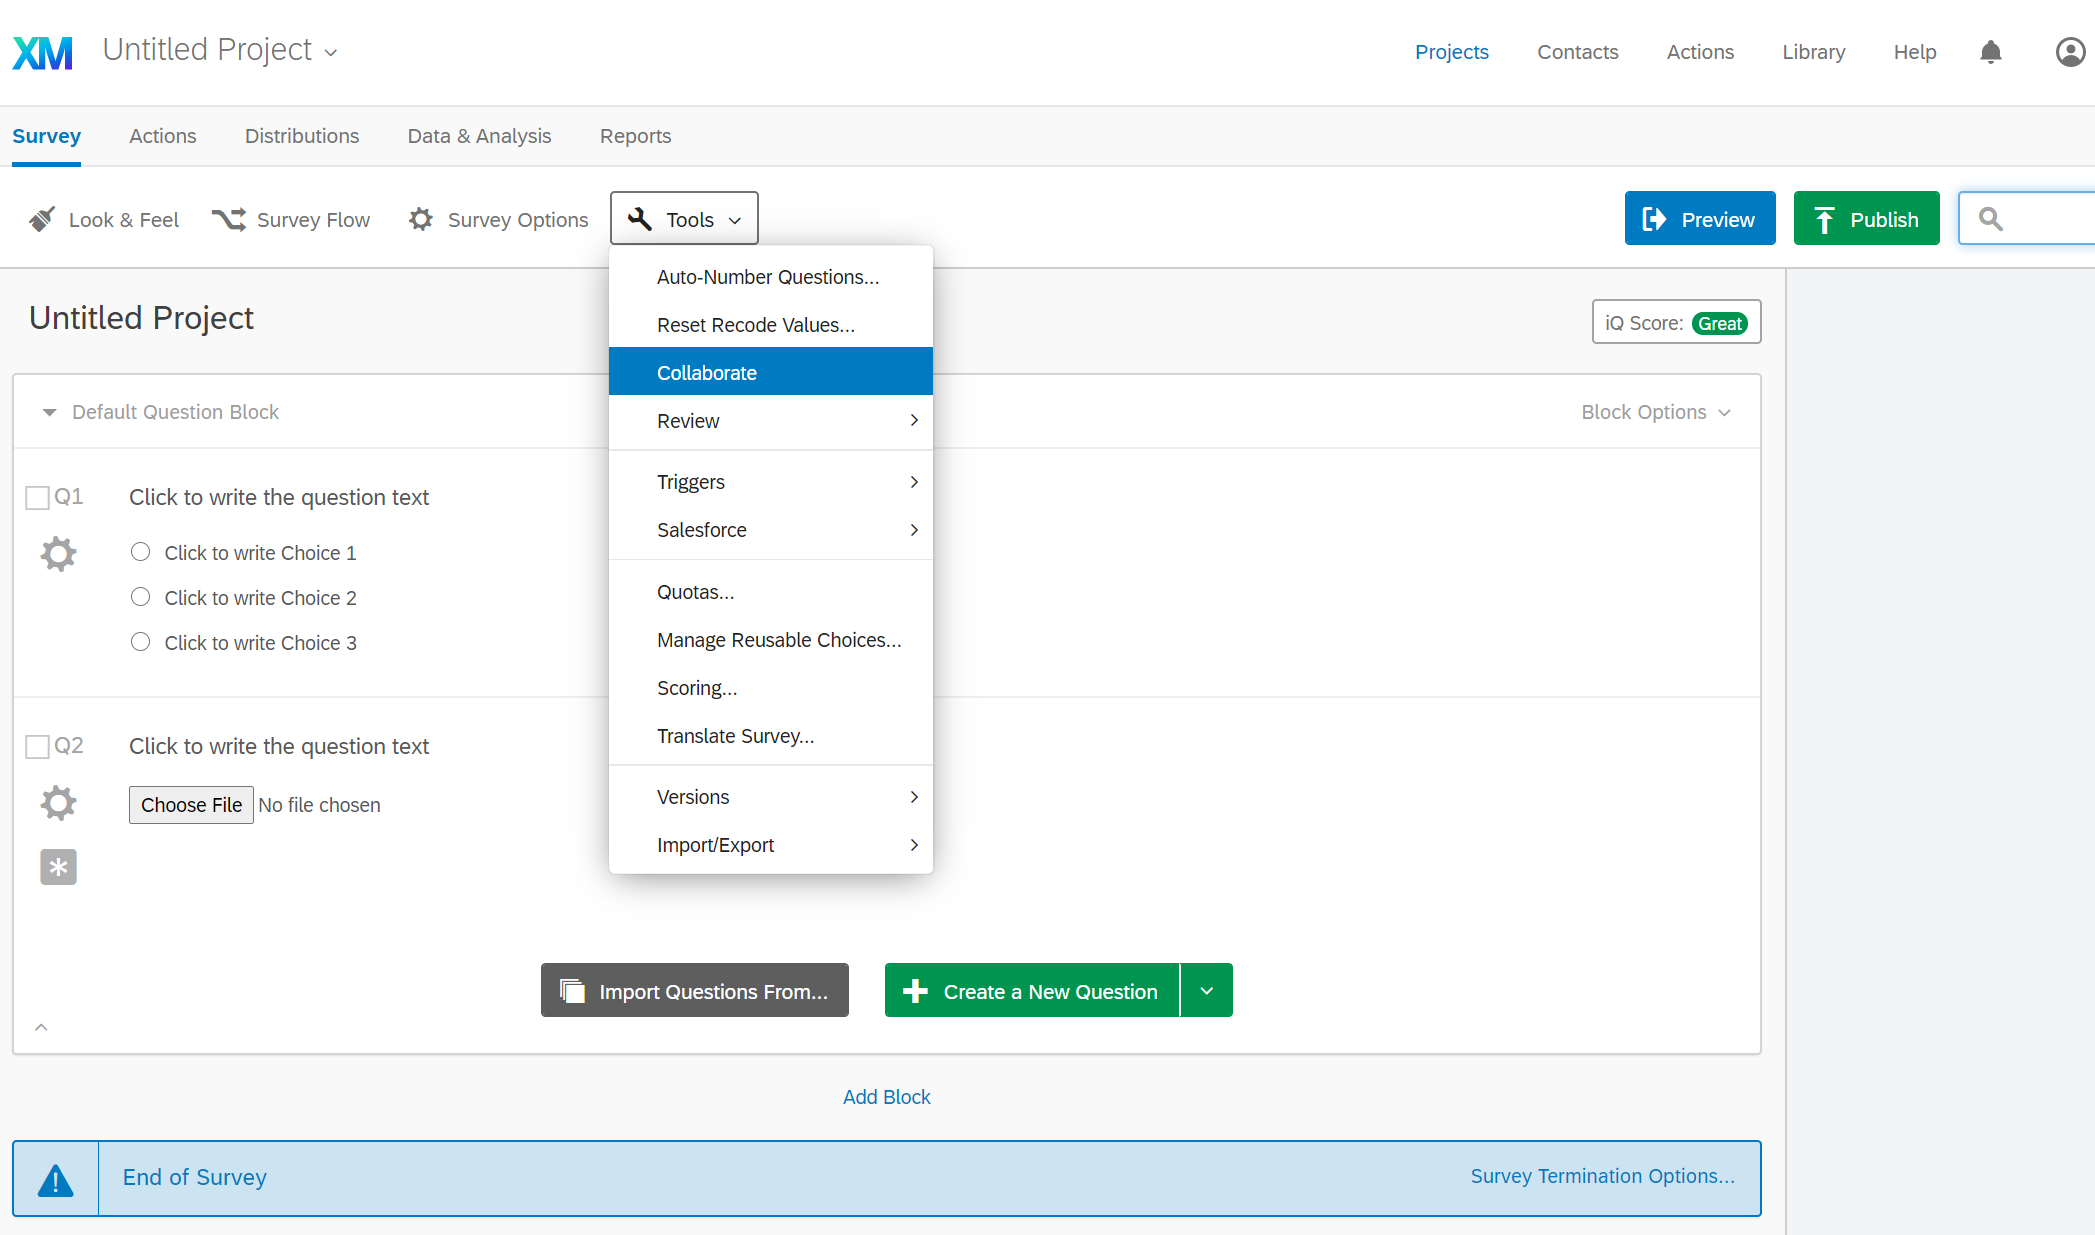 XM Untitled Project Projects Contacts Actions Library Help
Survey Actions Distributions Data & Analysis Reports
Look & Feel Survey Flow Survey Options Tools Preview Publish
Auto-Number Questions...
Reset Recode Values...
Collaborate
Review
Triggers
Salesforce
Quotas...
Manage Reusable Choices...
Scoring...
Translate Survey...
Versions
Import/Export
Untitled Project iQ Score: Great
Default Question Block Block Options
Q1 Click to write the question text
Click to write Choice 1
Click to write Choice 2
Click to write Choice 3
Q2 Click to write the question text
Choose File No file chosen
Import Questions From... Create a New Question
Add Block
End of Survey Survey Termination Options...